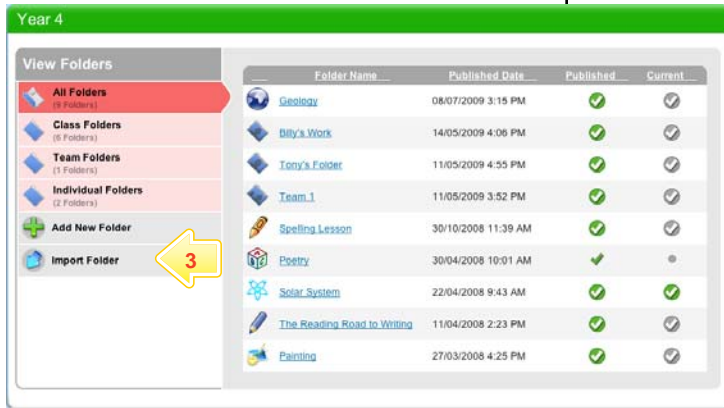 Year 4
View Folders
All Folders
(9 Folders)
Class Folders
(6 Folders)
Team Folders
(1 Folders)
Individual Folders
(2 Folders)
Add New Folder
Import Folder
3
Folder Name Published Date Published Current
Geology 08/07/2009 3:15 PM
Billy's Work 14/05/2009 4:06 PM
Tony's Folder 11/05/2009 4:55 PM
Team 1 11/05/2009 3:52 PM
Spelling Lesson 30/10/2008 11:39 AM
Poetry 30/04/2008 10:01 AM
Solar System 22/04/2008 9:43 AM
The Reading Road to Writing 11/04/2008 2:23 PM
Painting 27/03/2008 4:25 PM